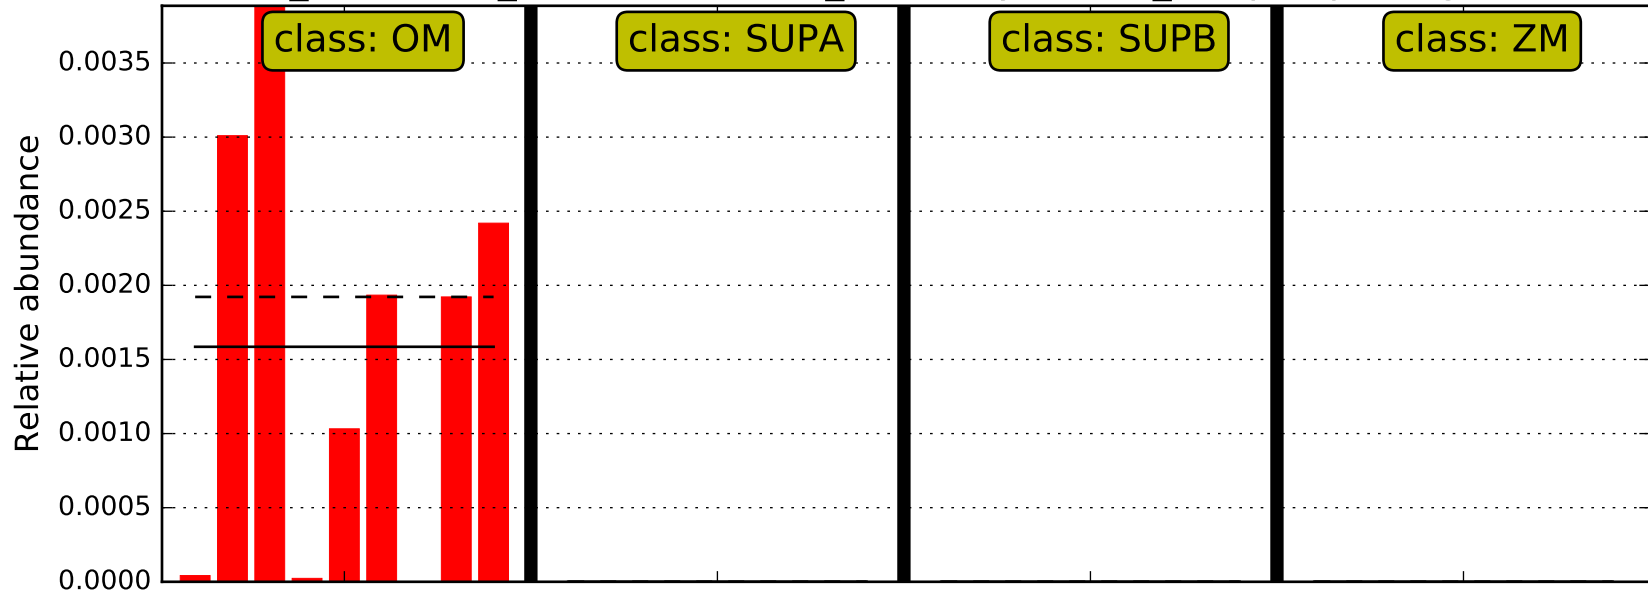 class: OM
class: SUPA
class: SUPB
class: ZM
Relative abundance
0.0035
0.0030
0.0025
0.0020
0.0015
0.0010
0.0005
0.0000